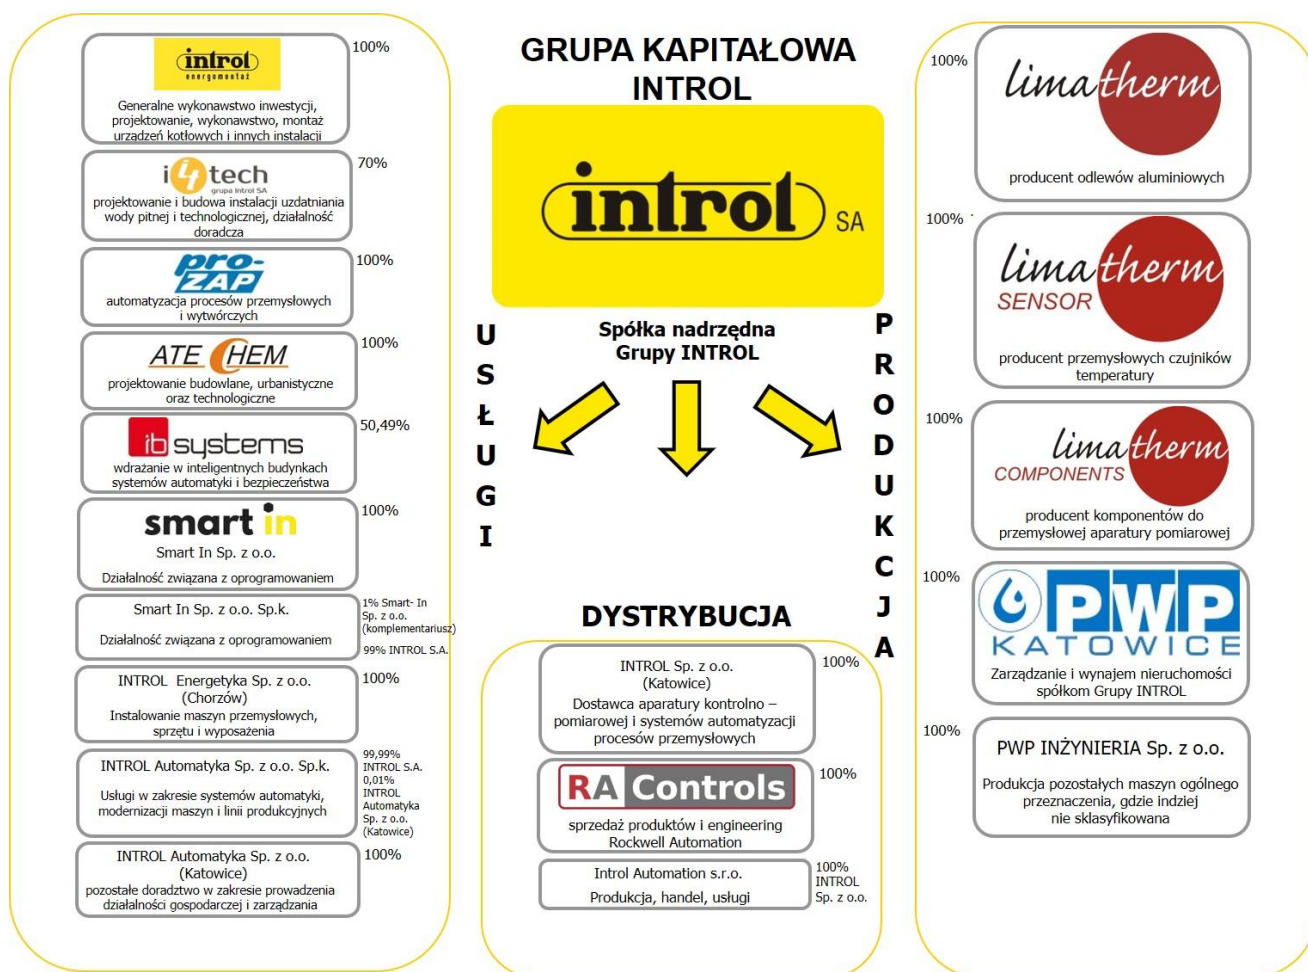 GRUPA KAPITAŁOWA
INTROL
introl SA
Spółka nadrzędna
Grupy INTROL
USŁUGI
introl
energomontaż
100%
Generalne wykonawstwo inwestycji,
projektowanie, wykonawstwo, montaż
urządzeń kotłowych i innych instalacji
i4tech
grupa Introl SA
70%
projektowanie i budowa instalacji uzdatniania
wody pitnej i technologicznej, działalność
doradcza
pro-
ZAP
100%
automatyzacja procesów przemysłowych
i wytwórczych
ATECHEM
100%
projektowanie budowlane, urbanistyczne
oraz technologiczne
ib systems
50,49%
wdrażanie w inteligentnych budynkach
systemów automatyki i bezpieczeństwa
smart in
100%
Smart In Sp. z o.o.
Działalność związana z oprogramowaniem
Smart In Sp. z o.o. Sp.k.
Działalność związana z oprogramowaniem
1% Smart- In
Sp. z o.o.
(komplementariusz)
99% INTROL S.A.
INTROL Energetyka Sp. z o.o.
(Chorzów)
Instalowanie maszyn przemysłowych,
sprzętu i wyposażenia
100%
INTROL Automatyka Sp. z o.o. Sp.k.
Usługi w zakresie systemów automatyki,
modernizacji maszyn i linii produkcyjnych
99,99%
INTROL S.A.
0,01%
INTROL
Automatyka
Sp. z o.o.
(Katowice)
INTROL Automatyka Sp. z o.o.
(Katowice)
pozostałe doradztwo w zakresie prowadzenia
działalności gospodarczej i zarządzania
100%
DYSTRYBUCJA
INTROL Sp. z o.o.
(Katowice)
Dostawca aparatury kontrolno –
pomiarowej i systemów automatyzacji
procesów przemysłowych
100%
RA Controls
100%
sprzedaż produktów i engineering
Rockwell Automation
Introl Automation s.r.o.
Produkcja, handel, usługi
100%
INTROL
Sp. z o.o.
PRODUKCJA
100%
limatherm
producent odlewów aluminiowych
100%
limatherm
SENSOR
producent przemysłowych czujników
temperatury
100%
limatherm
COMPONENTS
producent komponentów do
przemysłowej aparatury pomiarowej
100%
PWP
KATOWICE
Zarządzanie i wynajem nieruchomości
spółkom Grupy INTROL
100%
PWP INŻYNIERIA Sp. z o.o.
Produkcja pozostałych maszyn ogólnego
przeznaczenia, gdzie indziej
nie sklasyfikowana